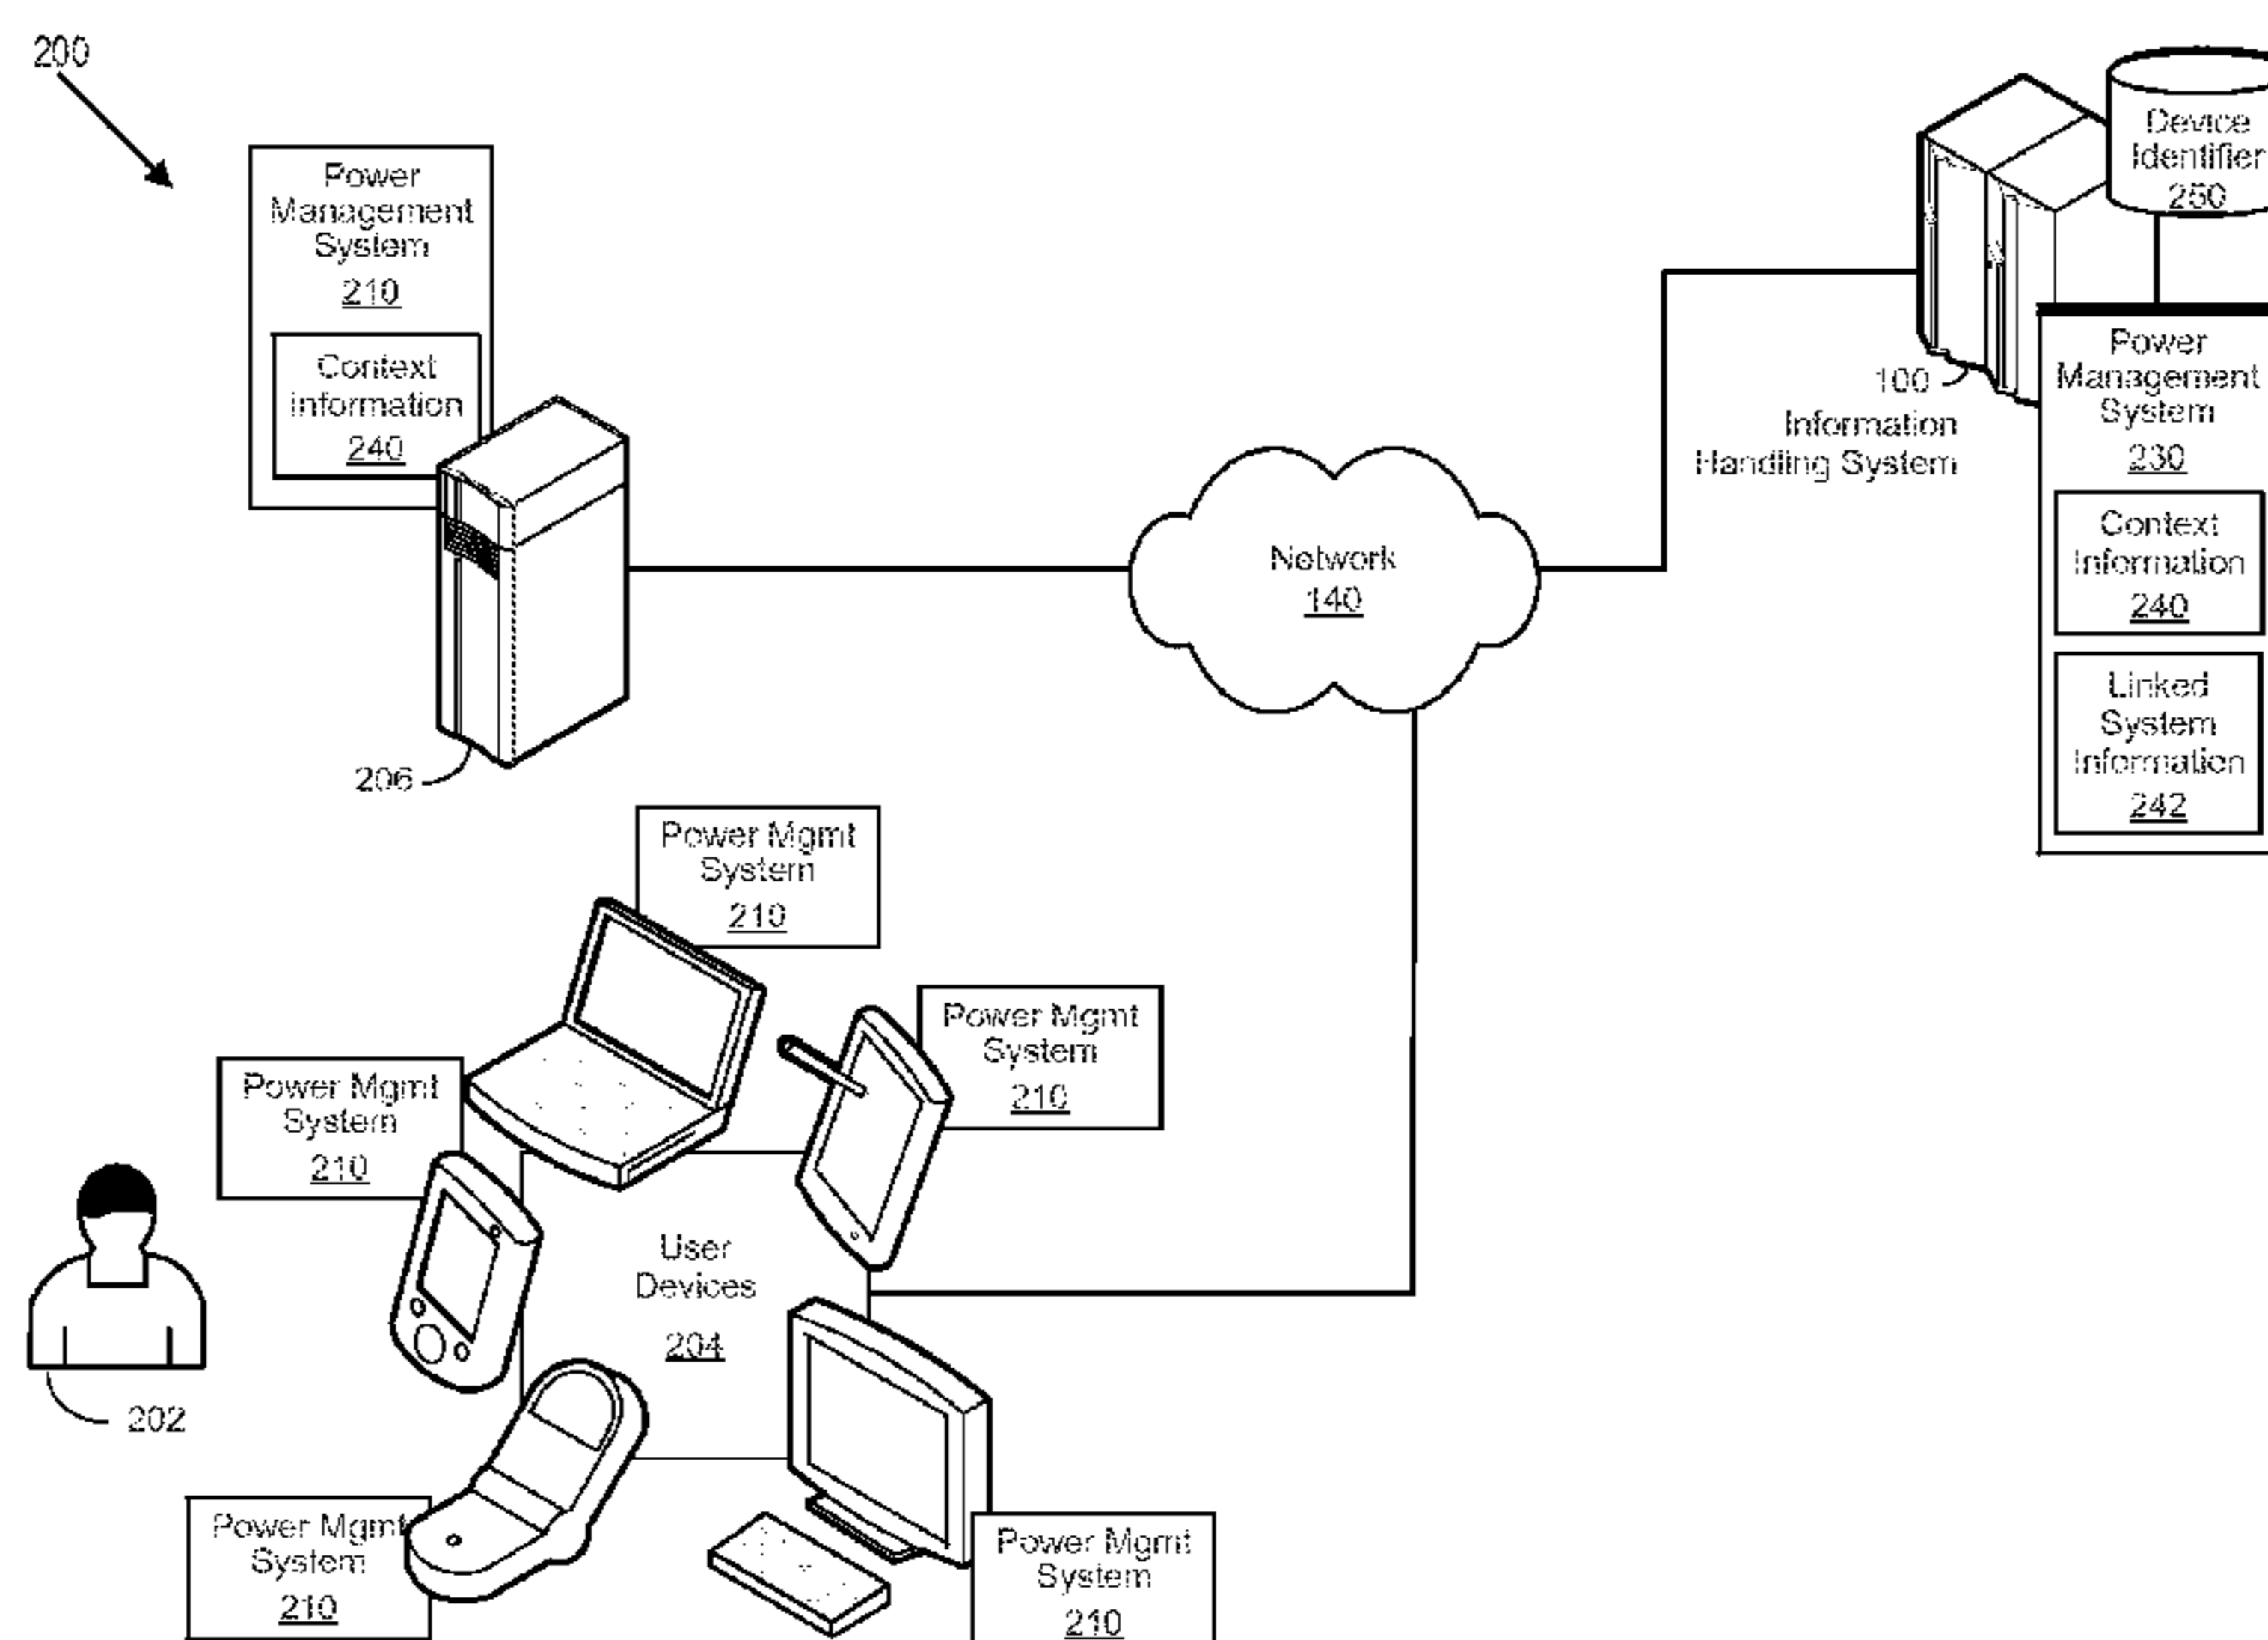 200
Power
Management
System
210
Context
Information
240
206
Network
140
Device
Identifier
250
100
Information
Handling System
Power
Management
System
230
Context
Information
240
Linked
System
Information
242
Power Mgmt
System
210
Power Mgmt
System
210
Power Mgmt
System
210
User
Devices
204
202
Power Mgmt
System
210
Power Mgmt
System
210